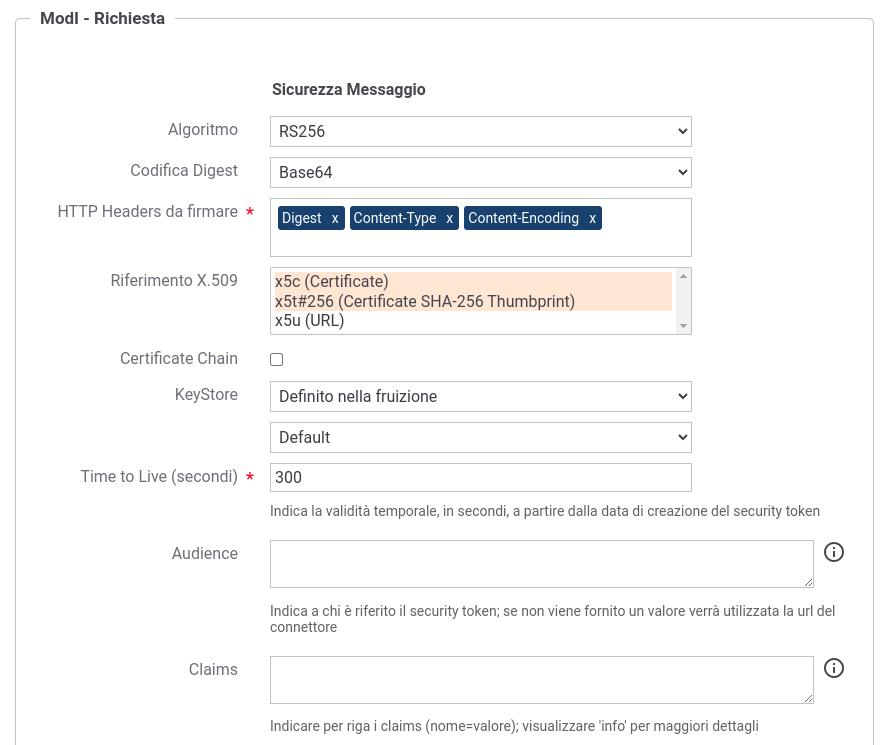 ModI - Richiesta
Sicurezza Messaggio
Algoritmo RS256
Codifica Digest Base64
HTTP Headers da firmare * Digest x Content-Type x Content-Encoding x
Riferimento X.509 x5c (Certificate)
x5t#256 (Certificate SHA-256 Thumbprint)
x5u (URL)
Certificate Chain
KeyStore Definito nella fruizione
Default
Time to Live (secondi) * 300
Indica la validità temporale, in secondi, a partire dalla data di creazione del security token
Audience
Indica a chi è riferito il security token; se non viene fornito un valore verrà utilizzata la url del
connettore
Claims
Indicare per riga i claims (nome=valore); visualizzare 'info' per maggiori dettagli